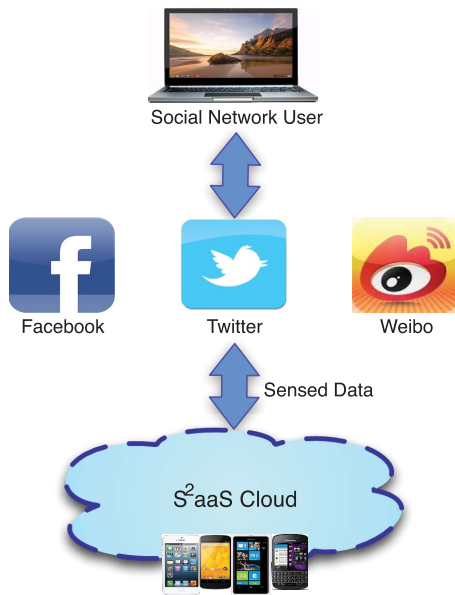 Social Network User
f
Facebook
Twitter
Weibo
Sensed Data
S²aaS Cloud